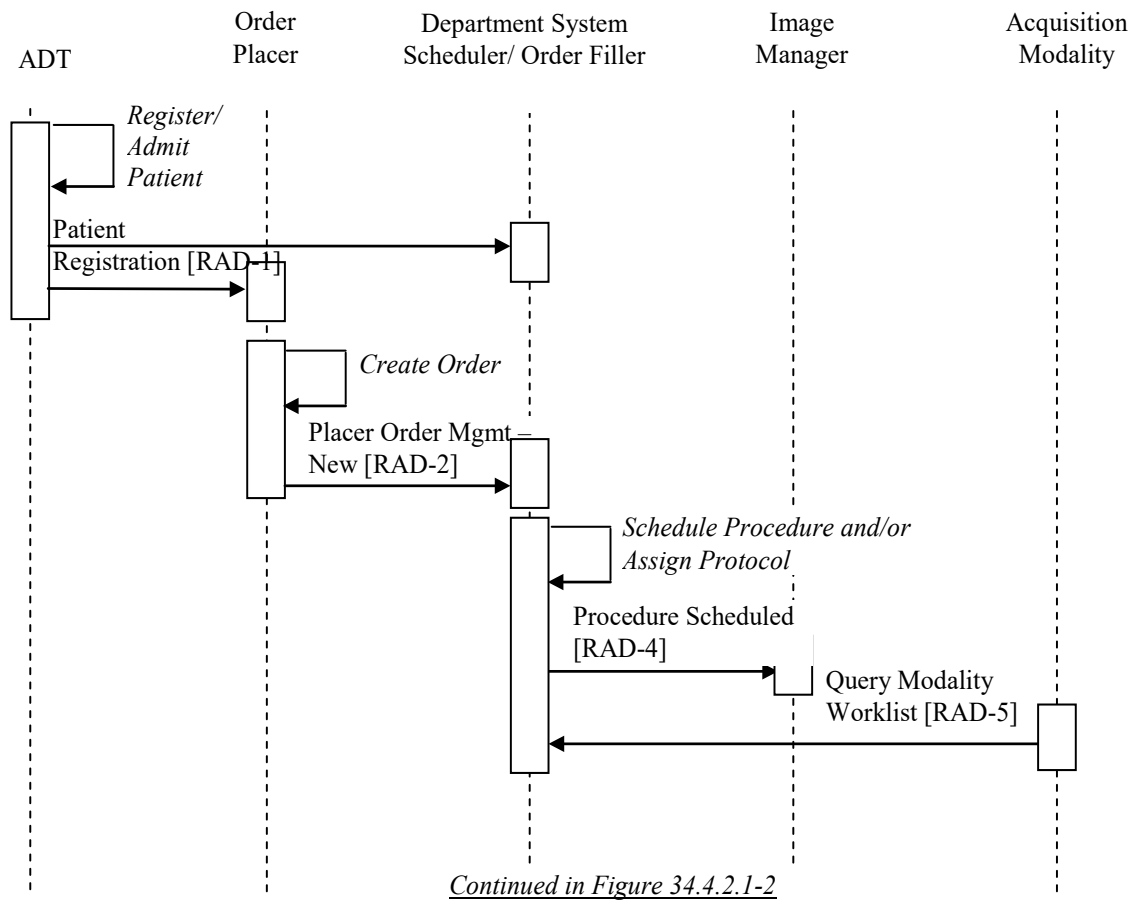 ADT
Order
Placer
Department System
Scheduler/ Order Filler
Image
Manager
Acquisition
Modality
Register/
Admit
Patient
Patient
Registration [RAD-1]
Create Order
Placer Order Mgmt –
New [RAD-2]
Schedule Procedure and/or
Assign Protocol
Procedure Scheduled
[RAD-4]
Query Modality
Worklist [RAD-5]
Continued in Figure 34.4.2.1-2